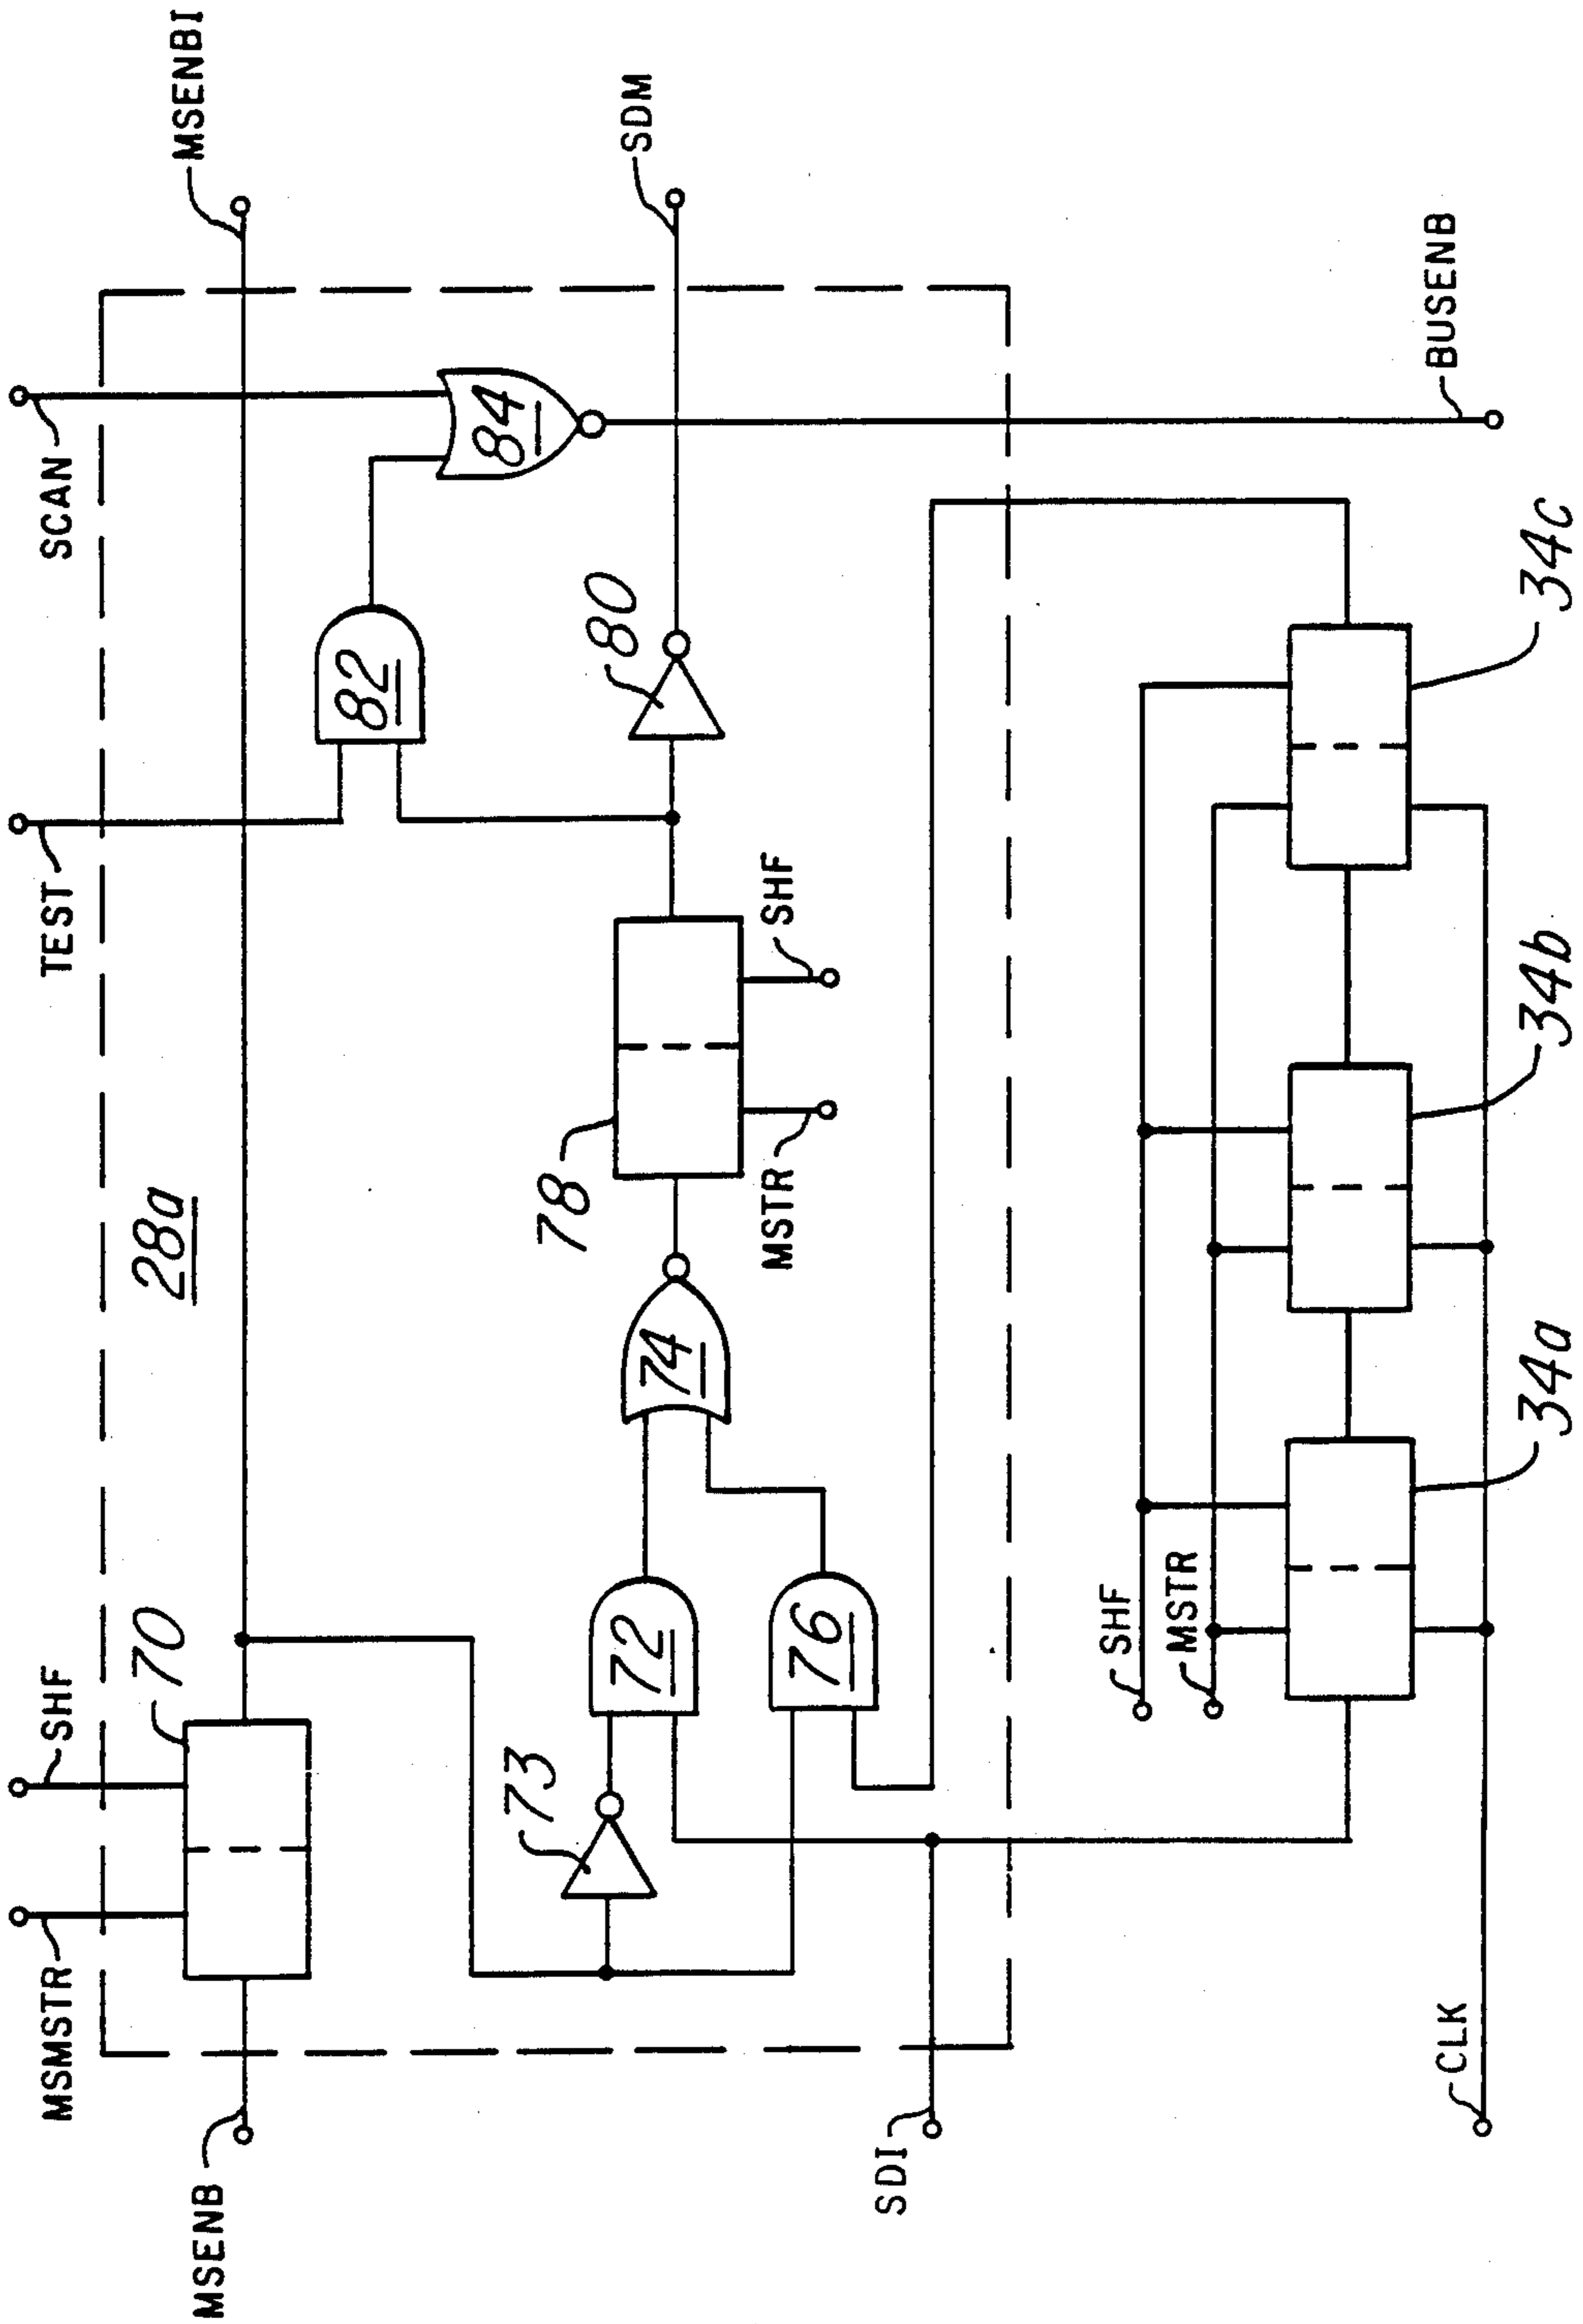 MSMSTR
SHF
TEST
SCAN
MSENB
70
28a
MSENBI
73
72
74
78
82
84
80
SDM
76
MSTR
SHF
SDI
SHF
MSTR
BUSENB
CLK
34a
34b
34c